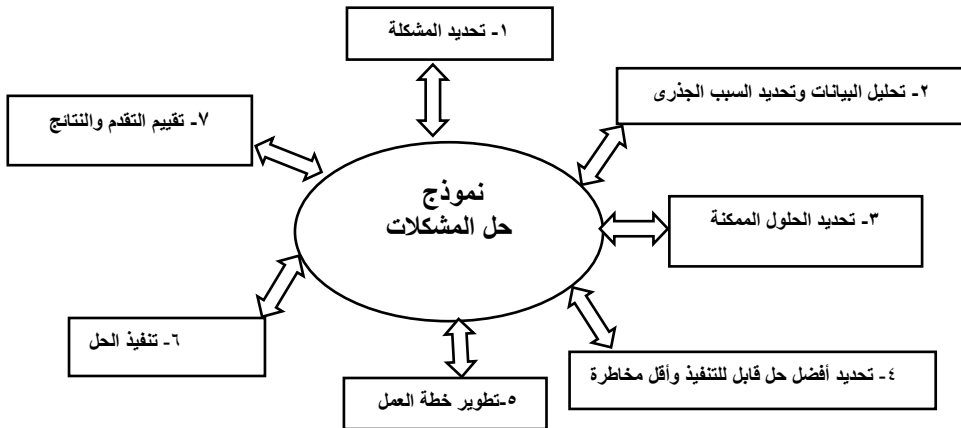 ١- تحديد المشكلة
٢- تحليل البيانات وتحديد السبب الجذرى
٣- تحديد الحلول الممكنة
٤- تحديد أفضل حل قابل للتنفيذ وأقل مخاطرة
٥-تطوير خطة العمل
٦- تنفيذ الحل
٧- تقييم التقدم والنتائج
نموذج
حل المشكلات